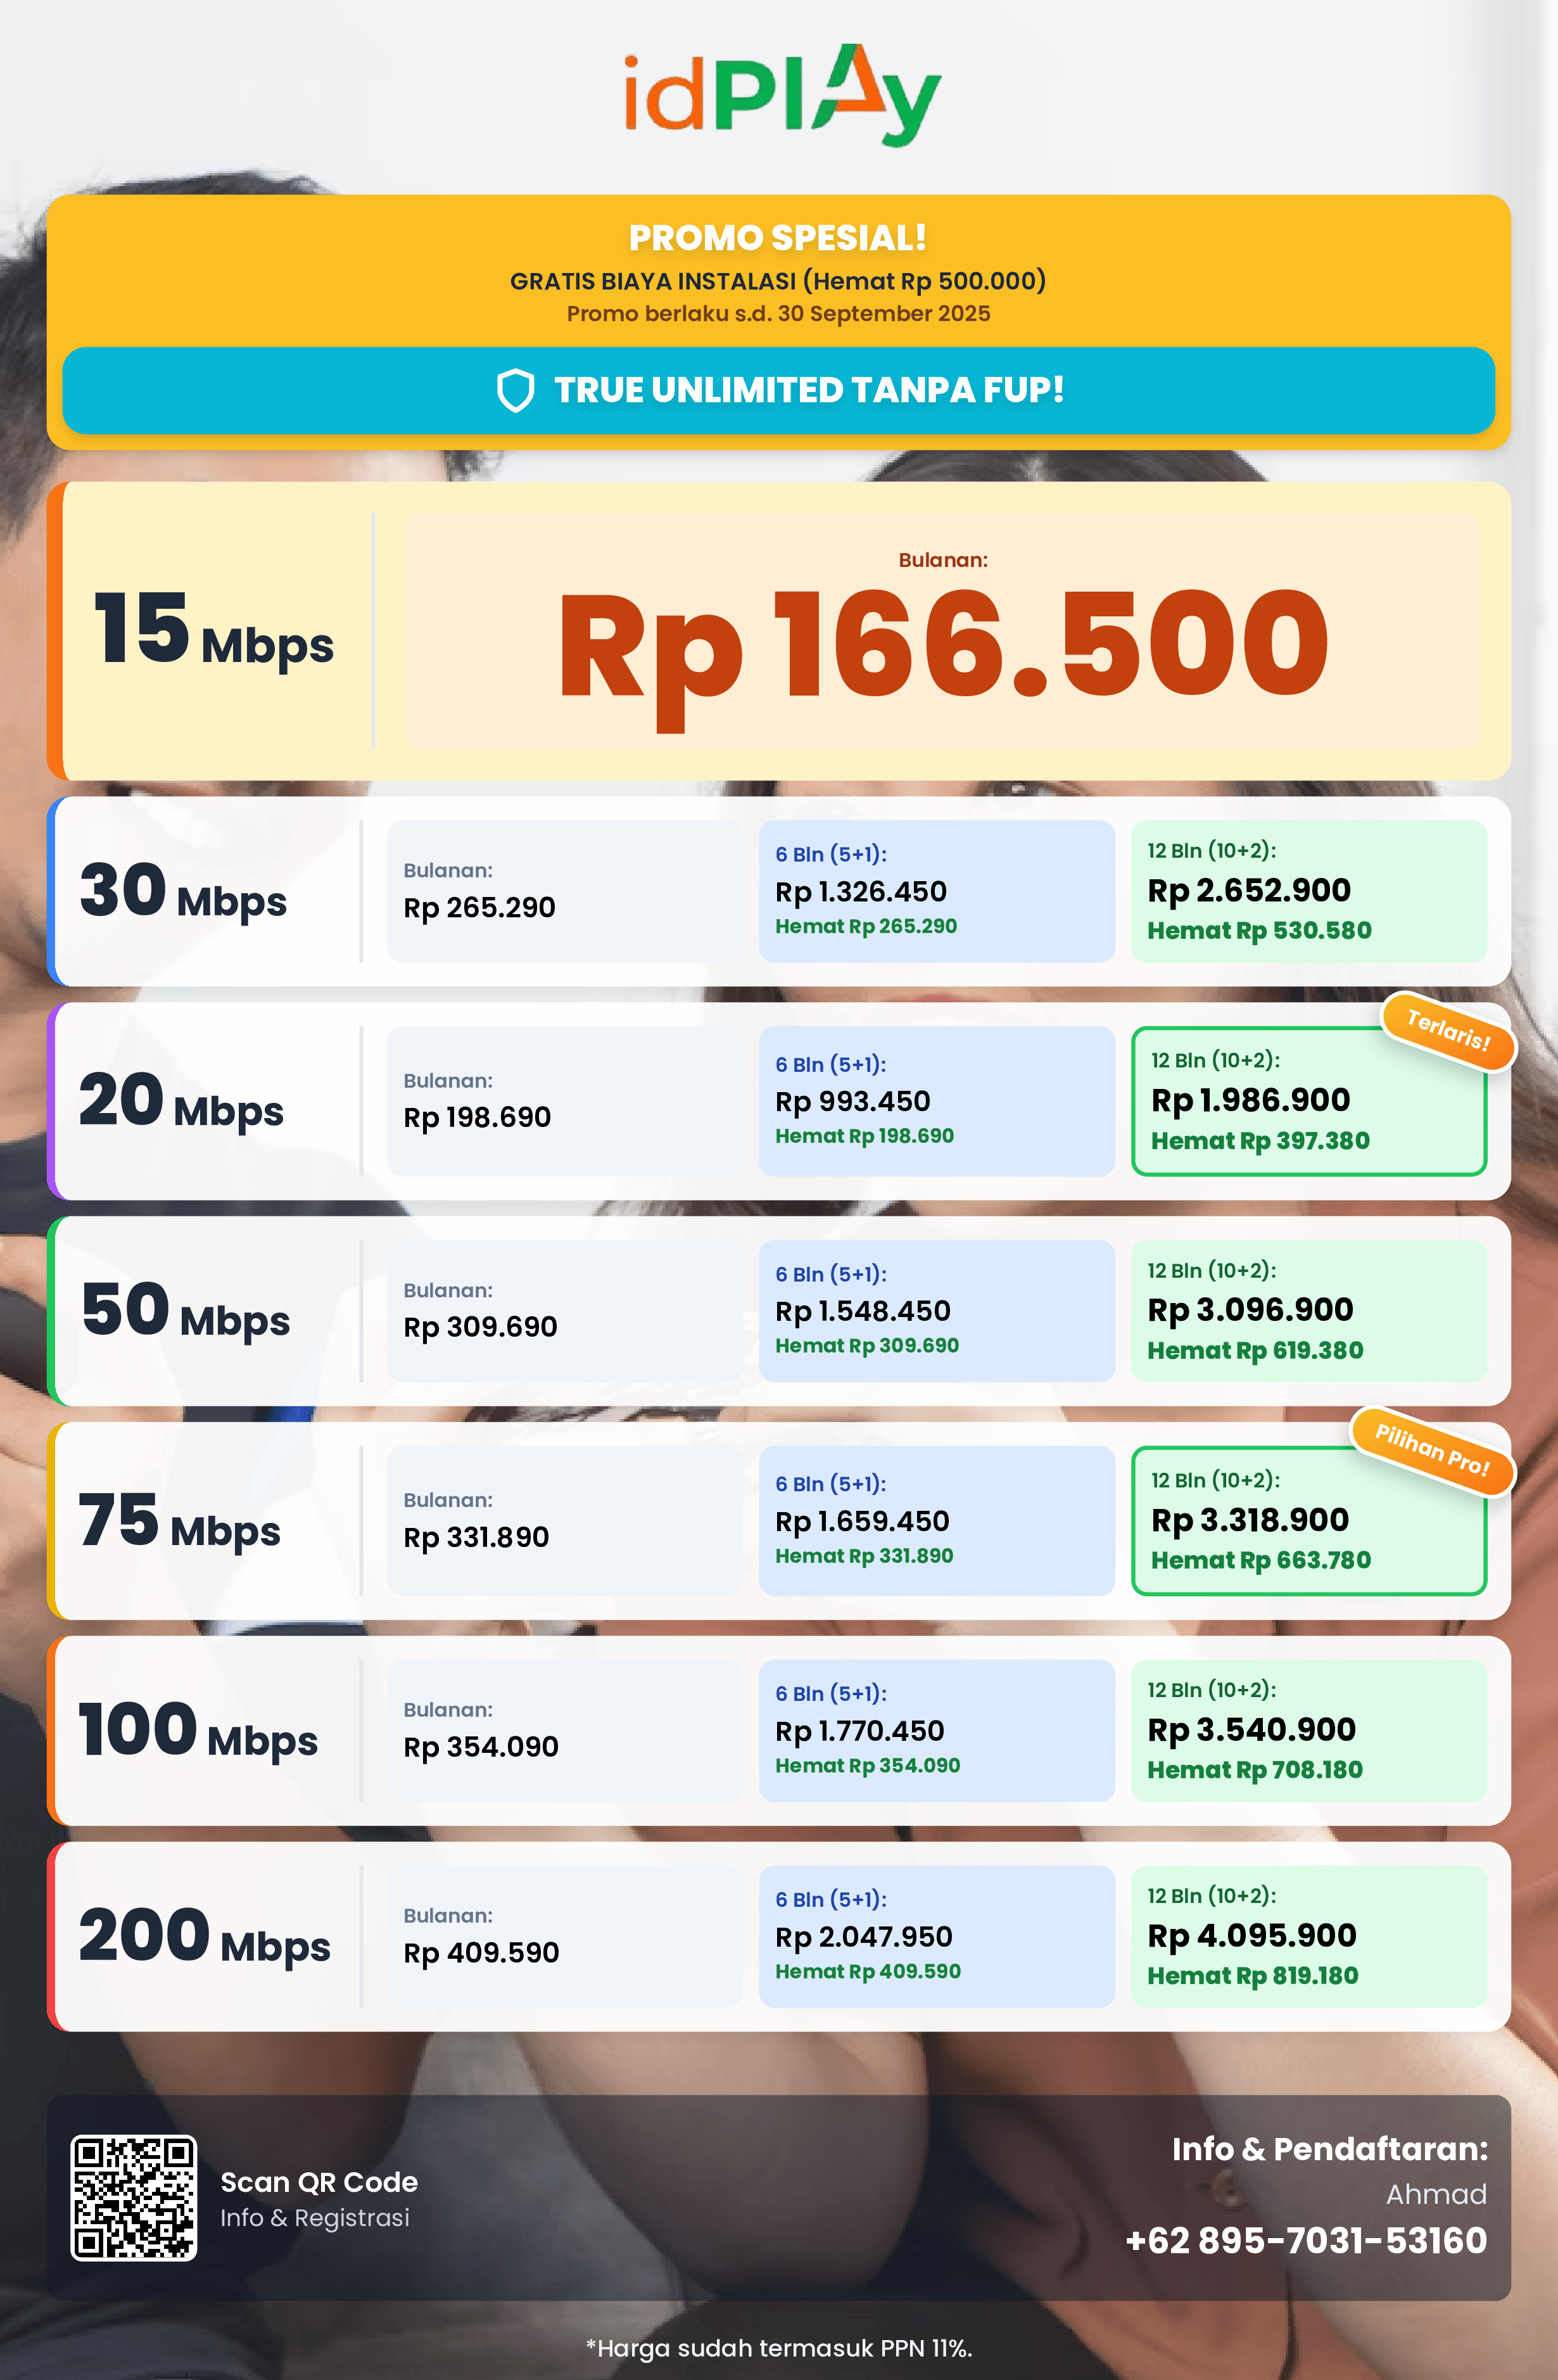 idPlAy
PROMO SPESIAL!
GRATIS BIAYA INSTALASI (Hemat Rp 500.000)
Promo berlaku s.d. 30 September 2025
TRUE UNLIMITED TANPA FUP!
15 Mbps
Bulanan:
Rp 166.500
30 Mbps
Bulanan:
Rp 265.290
6 Bln (5+1):
Rp 1.326.450
Hemat Rp 265.290
12 Bln (10+2):
Rp 2.652.900
Hemat Rp 530.580
20 Mbps
Bulanan:
Rp 198.690
6 Bln (5+1):
Rp 993.450
Hemat Rp 198.690
Terlaris!
12 Bln (10+2):
Rp 1.986.900
Hemat Rp 397.380
50 Mbps
Bulanan:
Rp 309.690
6 Bln (5+1):
Rp 1.548.450
Hemat Rp 309.690
12 Bln (10+2):
Rp 3.096.900
Hemat Rp 619.380
75 Mbps
Bulanan:
Rp 331.890
6 Bln (5+1):
Rp 1.659.450
Hemat Rp 331.890
Pilihan Pro!
12 Bln (10+2):
Rp 3.318.900
Hemat Rp 663.780
100 Mbps
Bulanan:
Rp 354.090
6 Bln (5+1):
Rp 1.770.450
Hemat Rp 354.090
12 Bln (10+2):
Rp 3.540.900
Hemat Rp 708.180
200 Mbps
Bulanan:
Rp 409.590
6 Bln (5+1):
Rp 2.047.950
Hemat Rp 409.590
12 Bln (10+2):
Rp 4.095.900
Hemat Rp 819.180
Scan QR Code
Info & Registrasi
Info & Pendaftaran:
Ahmad
+62 895-7031-53160
*Harga sudah termasuk PPN 11%.